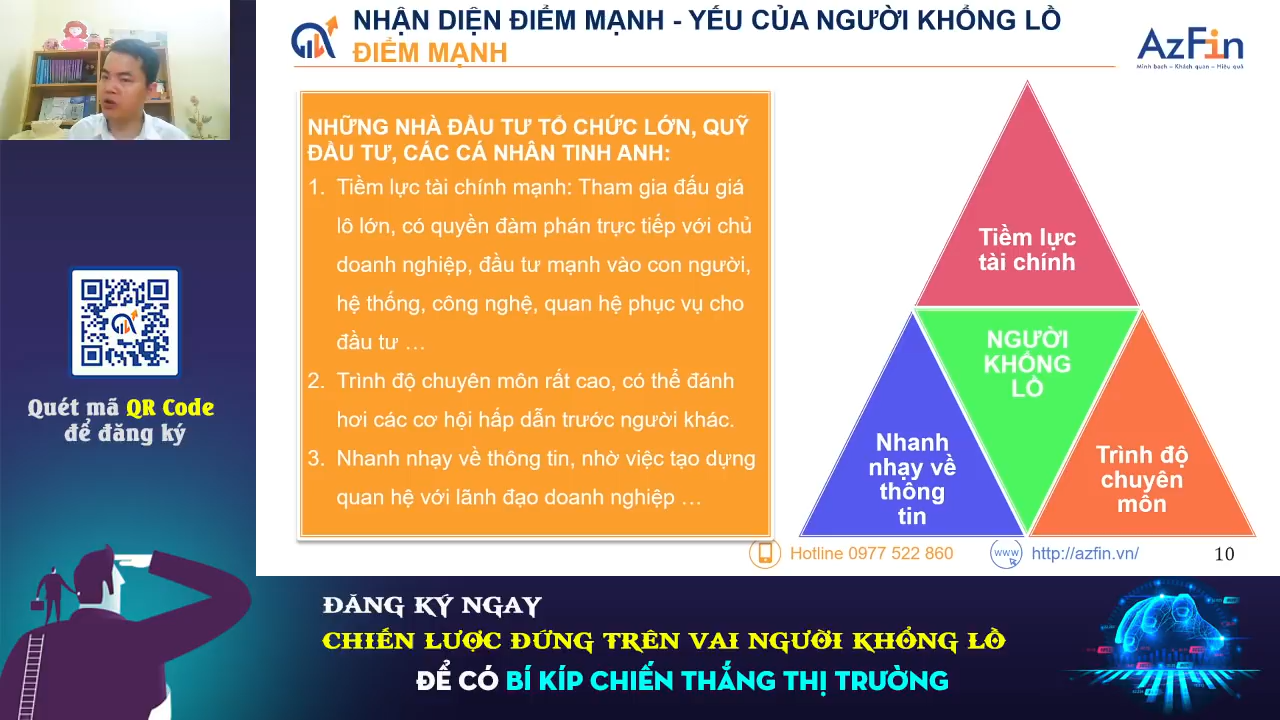 NHẬN DIỆN ĐIỂM MẠNH - YẾU CỦA NGƯỜI KHỔNG LỒ
ĐIỂM MẠNH
AzFin
Minh bạch – Khách quan – Hiệu quả
NHỮNG NHÀ ĐẦU TƯ TỔ CHỨC LỚN, QUỸ
ĐẦU TƯ, CÁC CÁ NHÂN TINH ANH:
1. Tiềm lực tài chính mạnh: Tham gia đấu giá
lô lớn, có quyền đàm phán trực tiếp với chủ
doanh nghiệp, đầu tư mạnh vào con người,
hệ thống, công nghệ, quan hệ phục vụ cho
đầu tư …
2. Trình độ chuyên môn rất cao, có thể đánh
hơi các cơ hội hấp dẫn trước người khác.
3. Nhanh nhạy về thông tin, nhờ việc tạo dựng
quan hệ với lãnh đạo doanh nghiệp …
Tiềm lực
tài chính
NGƯỜI
KHỔNG
LỒ
Nhanh
nhạy về
thông
tin
Trình độ
chuyên
môn
Hotline 0977 522 860
www
http://azfin.vn/
10
Quét mã QR Code
để đăng ký
ĐĂNG KÝ NGAY
CHIẾN LƯỢC ĐỨNG TRÊN VAI NGƯỜI KHỔNG LỒ
ĐỂ CÓ BÍ KÍP CHIẾN THẮNG THỊ TRƯỜNG